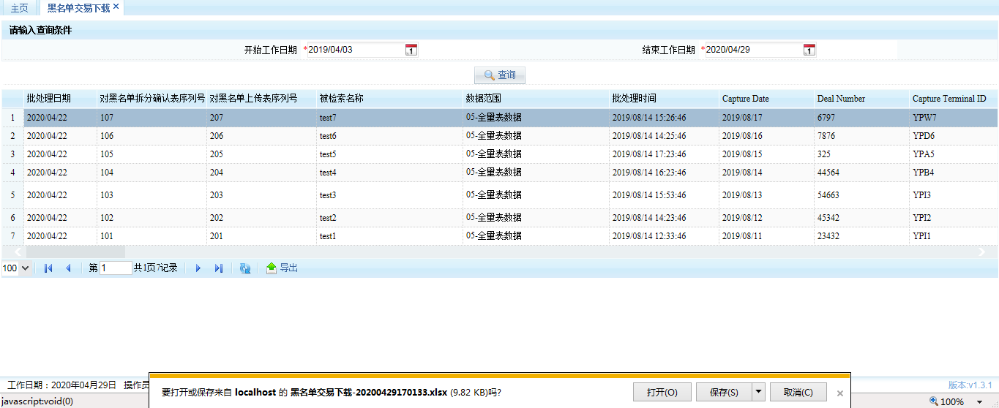 主页 黑名单交易下载 ×
请输入查询条件
开始工作日期 *2019/04/03 结束工作日期 *2020/04/29
查询
批处理日期 对黑名单拆分确认表序列号 对黑名单上传表序列号 被检索名称 数据范围 批处理时间 Capture Date Deal Number Capture Terminal ID
1 2020/04/22 107 207 test7 05-全量表数据 2019/08/14 15:26:46 2019/08/17 6797 YPW7
2 2020/04/22 106 206 test6 05-全量表数据 2019/08/14 14:25:46 2019/08/16 7876 YPD6
3 2020/04/22 105 205 test5 05-全量表数据 2019/08/14 17:23:46 2019/08/15 325 YPA5
4 2020/04/22 104 204 test4 05-全量表数据 2019/08/14 16:23:46 2019/08/14 44564 YPB4
5 2020/04/22 103 203 test3 05-全量表数据 2019/08/14 15:53:46 2019/08/13 54663 YPI3
6 2020/04/22 102 202 test2 05-全量表数据 2019/08/14 14:23:46 2019/08/12 45342 YPI2
7 2020/04/22 101 201 test1 05-全量表数据 2019/08/14 12:33:46 2019/08/11 23432 YPI1
100 第 1 共1页7记录 导出
工作日期：2020年04月29日 操作员 版本:v1.3.1
要打开或保存来自 localhost 的 黑名单交易下载-20200429170133.xlsx (9.82 KB)吗? 打开(O) 保存(S) 取消(C) ×
javascript:void(0) 100%